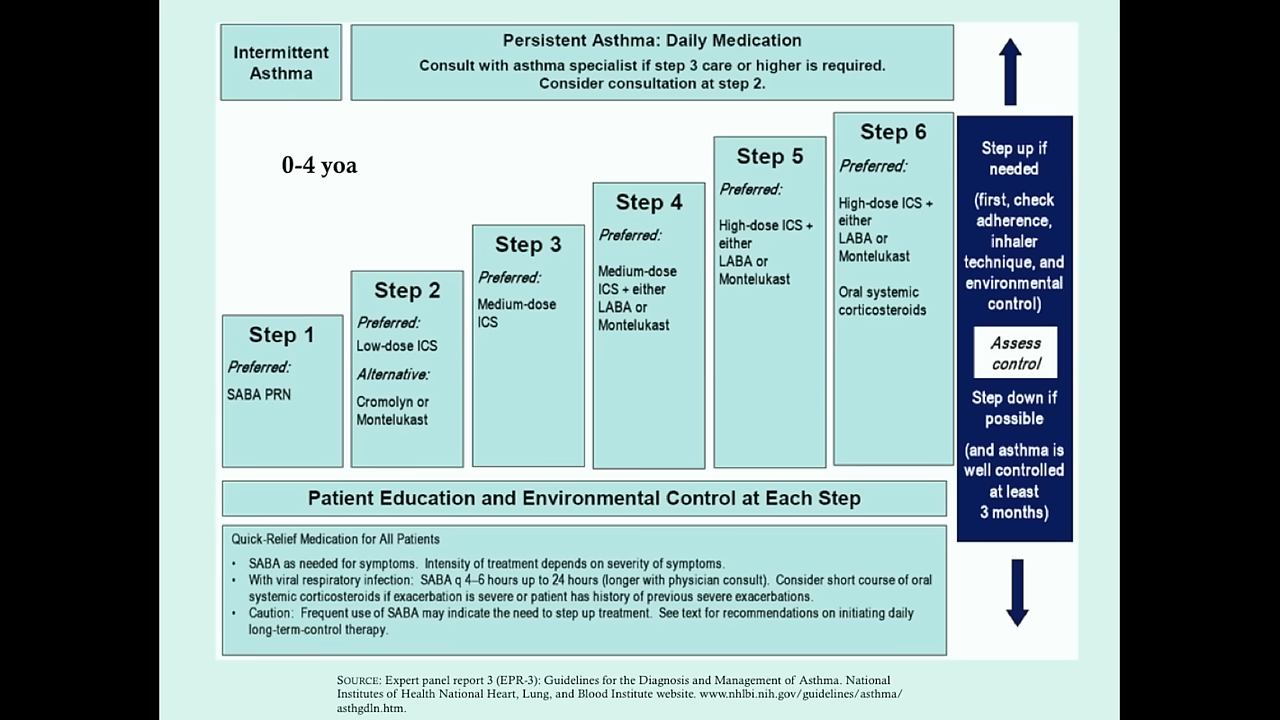 Intermittent
Asthma
Persistent Asthma: Daily Medication
Consult with asthma specialist if step 3 care or higher is required.
Consider consultation at step 2.
0-4 yoa
Step 1
Preferred:
SABA PRN
Step 2
Preferred:
Low-dose ICS
Alternative:
Cromolyn or
Montelukast
Step 3
Preferred:
Medium-dose
ICS
Step 4
Preferred:
Medium-dose
ICS + either
LABA or
Montelukast
Step 5
Preferred:
High-dose ICS +
either
LABA or
Montelukast
Step 6
Preferred:
High-dose ICS +
either
LABA or
Montelukast
Oral systemic
corticosteroids
Step up if
needed
(first, check
adherence,
inhaler
technique, and
environmental
control)
Assess
control
Step down if
possible
(and asthma is
well controlled
at least
3 months)
Patient Education and Environmental Control at Each Step
Quick-Relief Medication for All Patients
• SABA as needed for symptoms. Intensity of treatment depends on severity of symptoms.
• With viral respiratory infection: SABA q 4–6 hours up to 24 hours (longer with physician consult). Consider short course of oral
systemic corticosteroids if exacerbation is severe or patient has history of previous severe exacerbations.
• Caution: Frequent use of SABA may indicate the need to step up treatment. See text for recommendations on initiating daily
long-term-control therapy.
SOURCE: Expert panel report 3 (EPR-3): Guidelines for the Diagnosis and Management of Asthma. National
Institutes of Health National Heart, Lung, and Blood Institute website. www.nhlbi.nih.gov/guidelines/asthma/
asthgdln.htm.